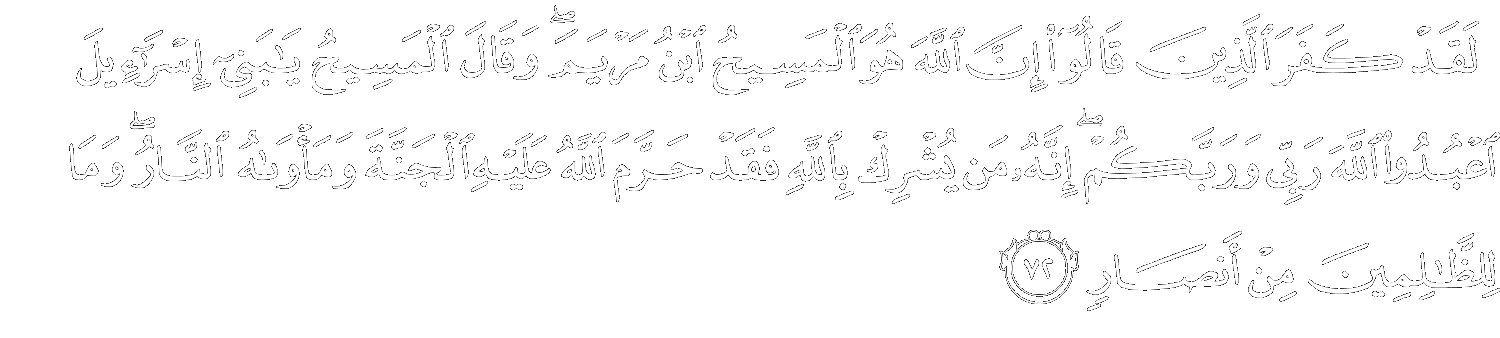 لَقَدْ كَفَرَ ٱلَّذِينَ قَالُوٓا۟ إِنَّ ٱللَّهَ هُوَ ٱلْمَسِيحُ ٱبْنُ مَرْيَمَ ۖ وَقَالَ ٱلْمَسِيحُ يَـٰبَنِىٓ إِسْرَٰٓءِيلَ
ٱعْبُدُوا۟ ٱللَّهَ رَبِّى وَرَبَّكُمْ ۖ إِنَّهُۥ مَن يُشْرِكْ بِٱللَّهِ فَقَدْ حَرَّمَ ٱللَّهُ عَلَيْهِ ٱلْجَنَّةَ وَمَأْوَىٰهُ ٱلنَّارُ ۖ وَمَا
لِلظَّـٰلِمِينَ مِنْ أَنصَارٍ ٧٢